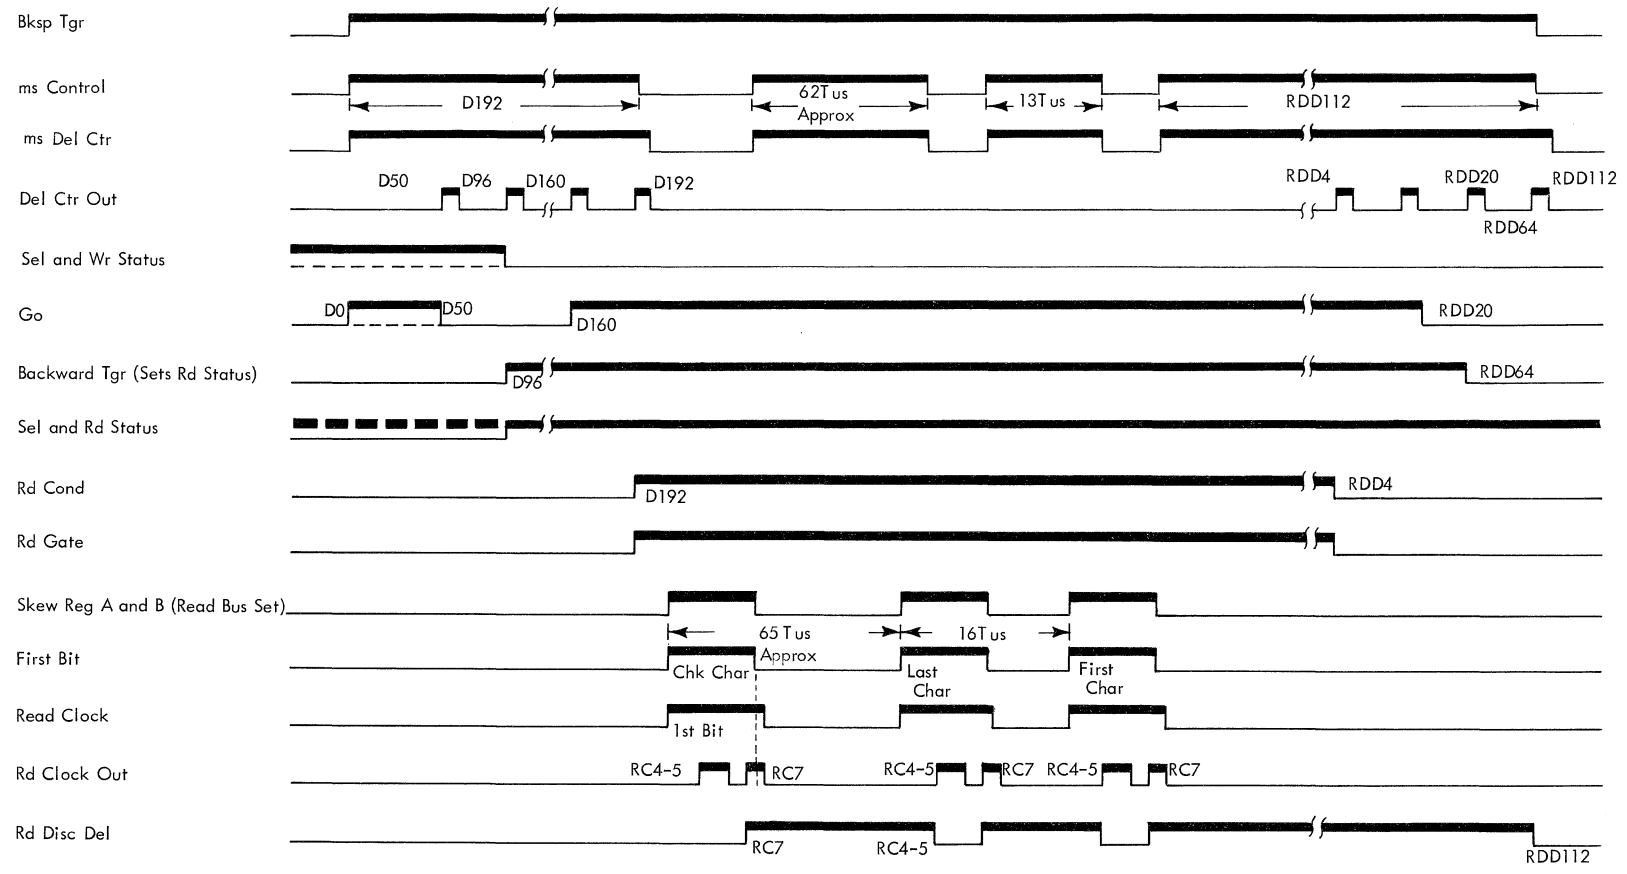 Bksp Tgr
ms Control
D192
62T us
Approx
13T us
RDD112
ms Del Ctr
Del Ctr Out
D50
D96
D160
D192
RDD4
RDD20
RDD64
RDD112
Sel and Wr Status
Go
D0
D50
D160
RDD20
Backward Tgr (Sets Rd Status)
D96
RDD64
Sel and Rd Status
Rd Cond
D192
RDD4
Rd Gate
Skew Reg A and B (Read Bus Set)
65 T us
Approx
16T us
First Bit
Chk Char
Last
Char
First
Char
Read Clock
1st Bit
Rd Clock Out
RC4-5
RC7
RC4-5
RC7
RC4-5
RC7
Rd Disc Del
RC7
RC4-5
RDD112